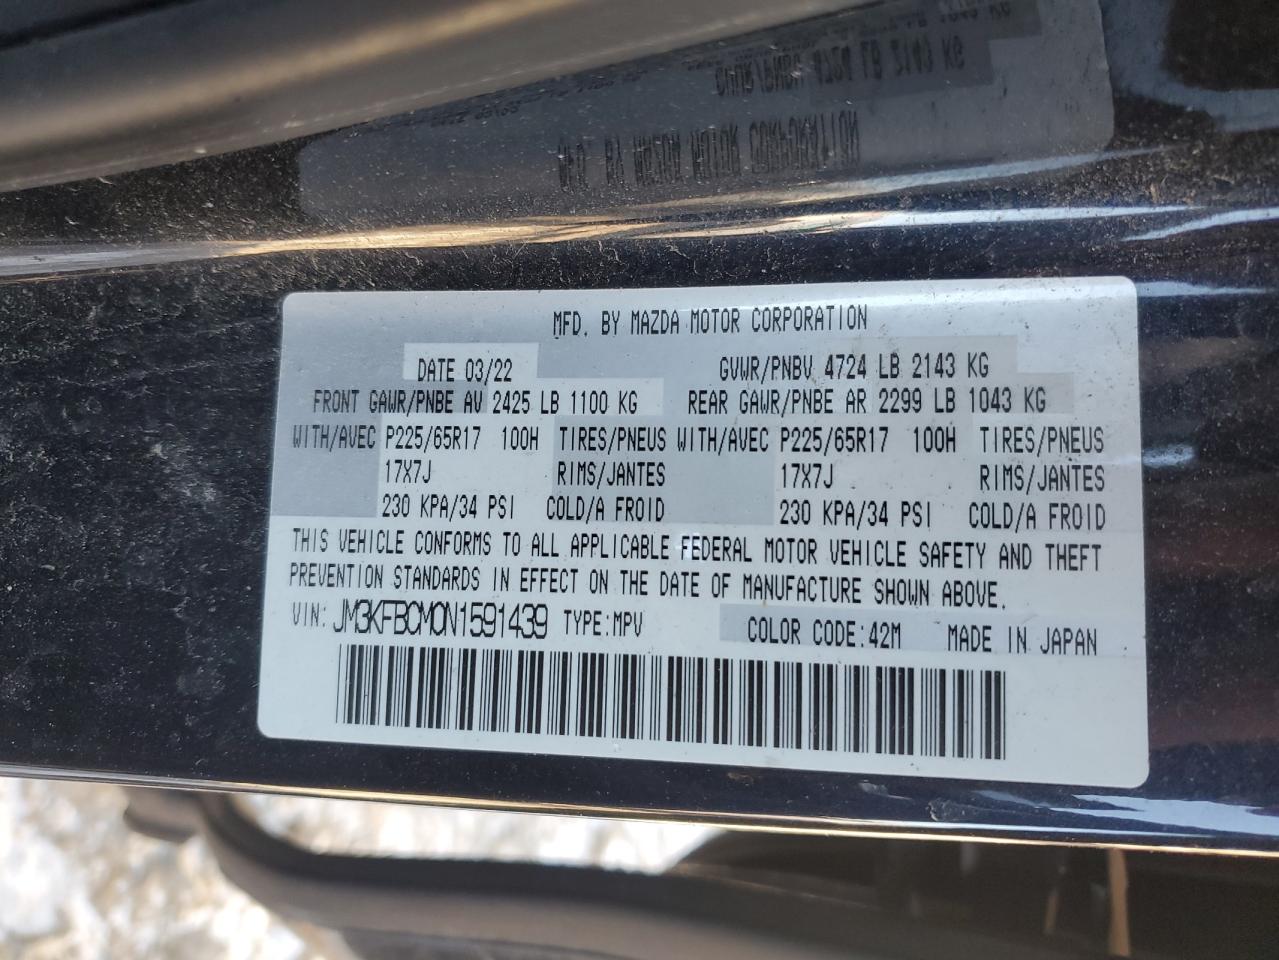 MFD. BY MAZDA MOTOR CORPORATION
DATE 03/22 GVWR/PNBV 4724 LB 2143 KG
FRONT GAWR/PNBE AV 2425 LB 1100 KG REAR GAWR/PNBE AR 2299 LB 1043 KG
WITH/AVEC P225/65R17 100H TIRES/PNEUS WITH/AVEC P225/65R17 100H TIRES/PNEUS
17X7J RIMS/JANTES 17X7J RIMS/JANTES
230 KPA/34 PSI COLD/A FROID 230 KPA/34 PSI COLD/A FROID
THIS VEHICLE CONFORMS TO ALL APPLICABLE FEDERAL MOTOR VEHICLE SAFETY AND THEFT
PREVENTION STANDARDS IN EFFECT ON THE DATE OF MANUFACTURE SHOWN ABOVE.
VIN: JM3KFBCM0N1591439 TYPE:MPV COLOR CODE:42M MADE IN JAPAN